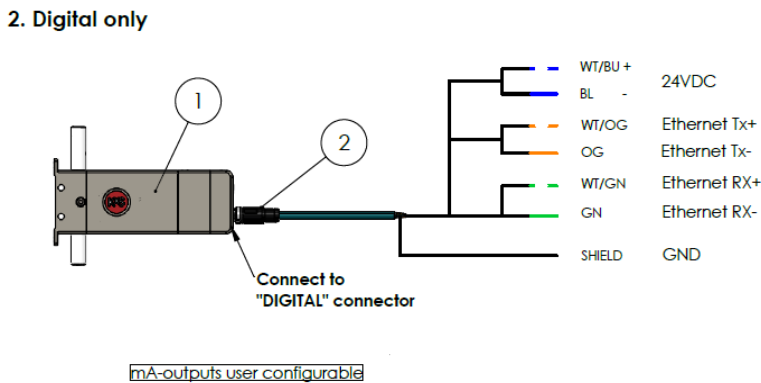 2. Digital only
1
2
WT/BU +
BL -
24VDC
WT/OG Ethernet Tx+
OG Ethernet Tx-
WT/GN Ethernet RX+
GN Ethernet RX-
SHIELD GND
Connect to
"DIGITAL" connector
mA-outputs user configurable